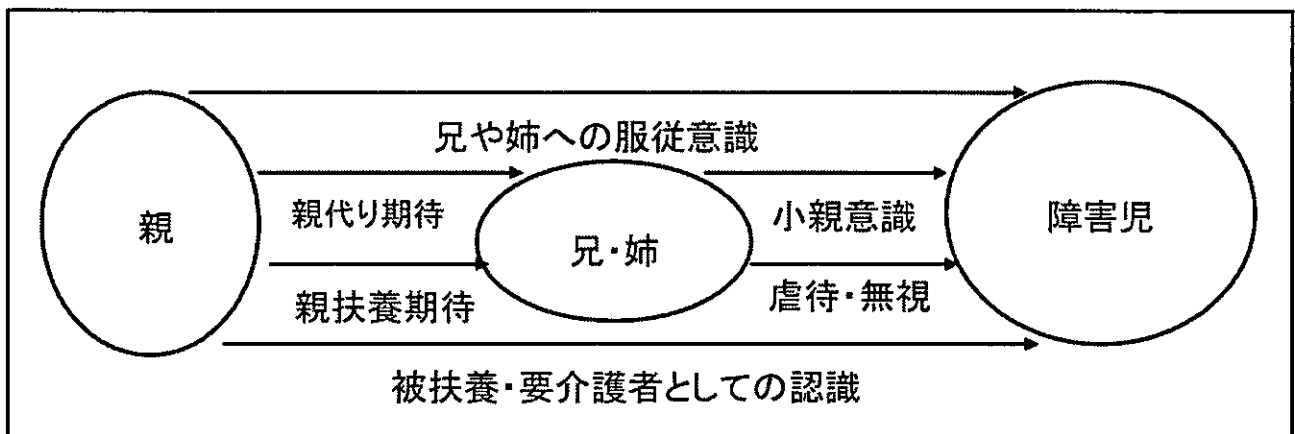 兄や姉への服従意識
親代り期待
小親意識
親
兄・姉
障害児
親扶養期待
虐待・無視
被扶養・要介護者としての認識